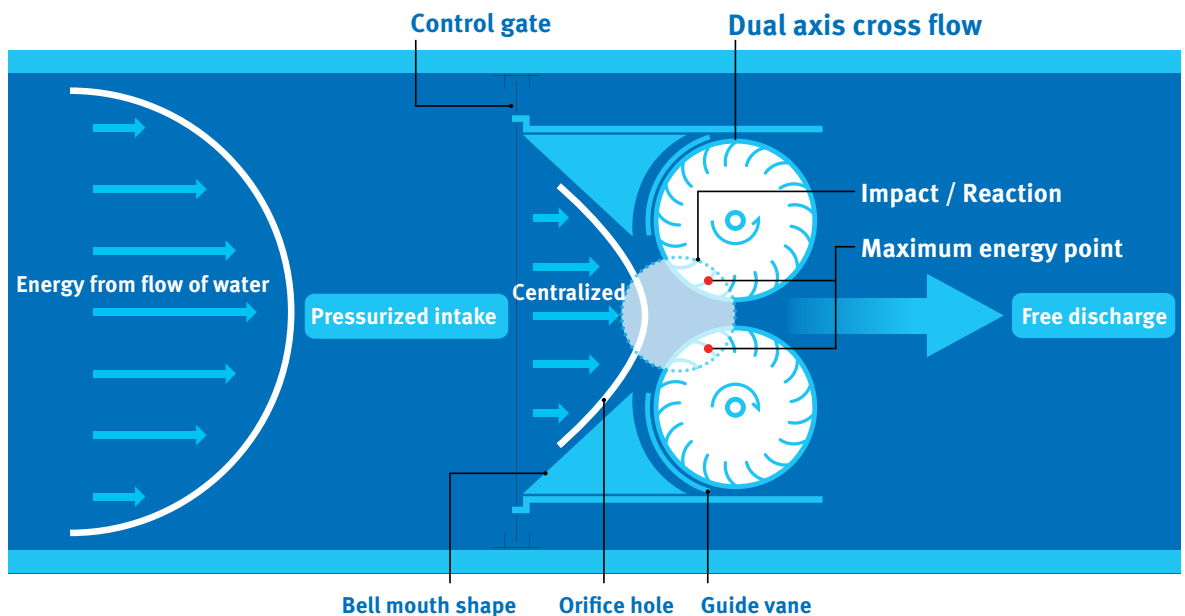 Control gate
Dual axis cross flow
Impact / Reaction
Maximum energy point
Energy from flow of water
Centralized
Pressurized intake
Free discharge
Bell mouth shape
Orifice hole
Guide vane